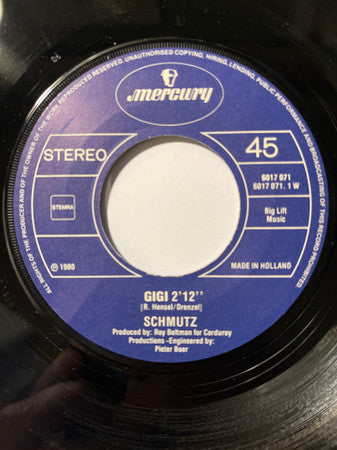 ALL RIGHTS OF THE PRODUCER AND OF THE OWNER OF THE WORK REPRODUCED RESERVED. UNAUTHORISED COPYING, HIRING, LENDING, PUBLIC PERFORMANCE AND BROADCASTING OF THIS RECORD PROHIBITED
mercury
STEREO
45
6017 071
6017 071. 1 W
STEMRA
Big Lift
Music
℗ 1980
MADE IN HOLLAND
GIGI 2'12''
[R. Hensel/Drenzel]
SCHMUTZ
Produced by: Roy Beltman for Corduroy
Productions -Engineered by:
Pieter Boer